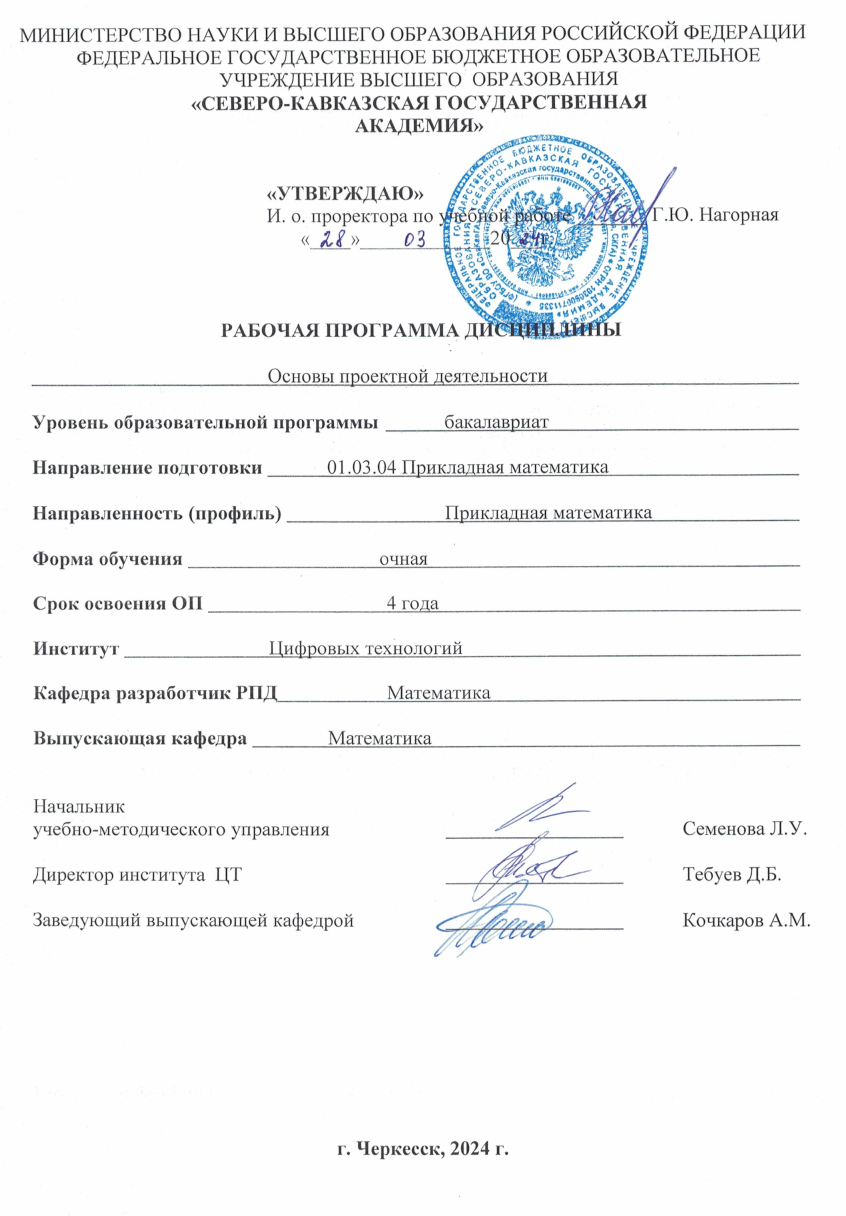 МИНИСТЕРСТВО НАУКИ И ВЫСШЕГО ОБРАЗОВАНИЯ РОССИЙСКОЙ ФЕДЕРАЦИИ
ФЕДЕРАЛЬНОЕ ГОСУДАРСТВЕННОЕ БЮДЖЕТНОЕ ОБРАЗОВАТЕЛЬНОЕ
УЧРЕЖДЕНИЕ ВЫСШЕГО ОБРАЗОВАНИЯ
«СЕВЕРО-КАВКАЗСКАЯ ГОСУДАРСТВЕННАЯ
АКАДЕМИЯ»
«УТВЕРЖДАЮ»
И. о. проректора по учебной работе Г.Ю. Нагорная
« 28 » 03 2024 г.
РАБОЧАЯ ПРОГРАММА ДИСЦИПЛИНЫ
Основы проектной деятельности
Уровень образовательной программы бакалавриат
Направление подготовки 01.03.04 Прикладная математика
Направленность (профиль) Прикладная математика
Форма обучения очная
Срок освоения ОП 4 года
Институт Цифровых технологий
Кафедра разработчик РПД Математика
Выпускающая кафедра Математика
Начальник
учебно-методического управления Семенова Л.У.
Директор института ЦТ Тебуев Д.Б.
Заведующий выпускающей кафедрой Кочкаров А.М.
г. Черкесск, 2024 г.